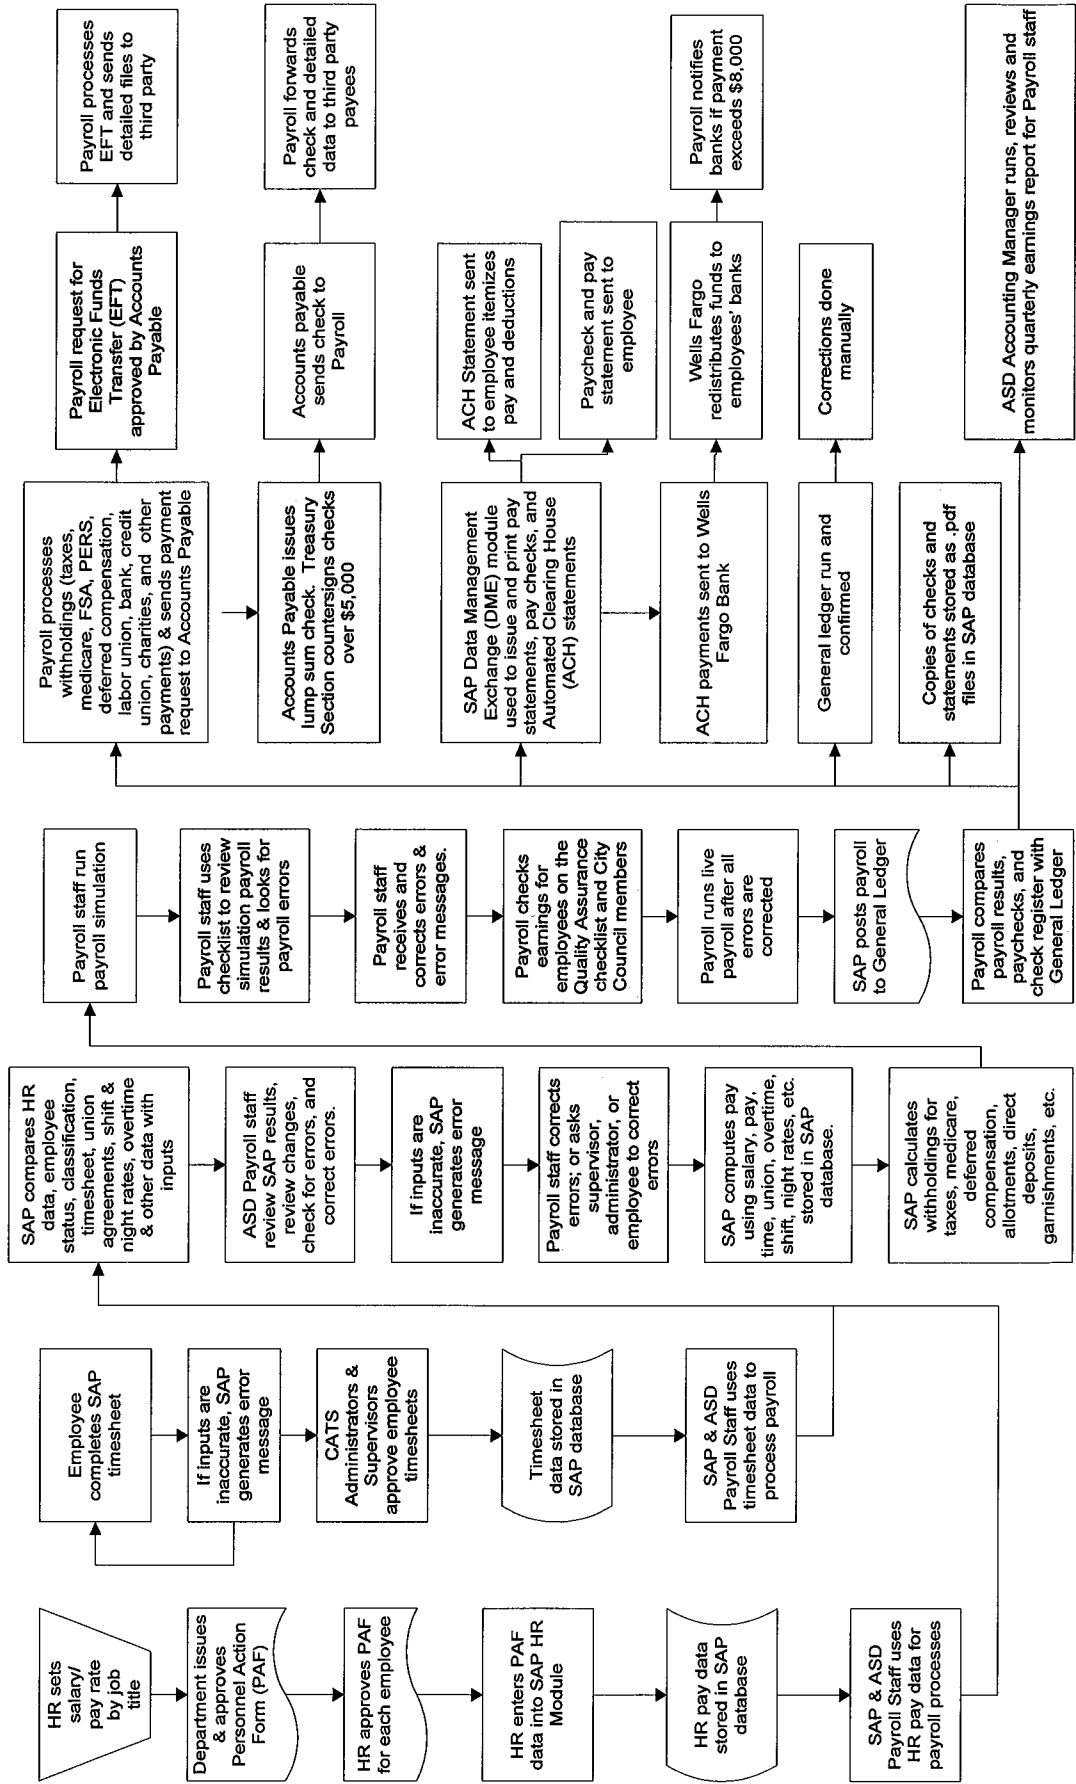 HR sets
salary/
pay rate
by job
title
Department issues
& approves
Personnel Action
Form (PAF)
HR approves PAF
for each employee
HR enters PAF
data into SAP HR
Module
HR pay data
stored in SAP
database
SAP & ASD
Payroll Staff uses
HR pay data for
payroll processes
Employee
completes SAP
timesheet
If inputs are
inaccurate, SAP
generates error
message
CATS
Administrators &
Supervisors
approve employee
timesheets
Timesheet
data stored in
SAP database
SAP & ASD
Payroll Staff uses
timesheet data to
process payroll
SAP compares HR
data, employee
status, classification,
timesheet, union
agreements, shift &
night rates, overtime
& other data with
inputs
ASD Payroll staff
review SAP results,
review changes,
check for errors, and
correct errors.
If inputs are
inaccurate, SAP
generates error
message
Payroll staff corrects
errors; or asks
supervisor,
administrator, or
employee to correct
errors
SAP computes pay
using salary, pay,
time, union, overtime,
shift, night rates, etc.
stored in SAP
database.
SAP calculates
withholdings for
taxes, medicare,
deferred
compensation,
allotments, direct
deposits,
garnishments, etc.
Payroll staff run
payroll simulation
Payroll staff uses
checklist to review
simulation payroll
results & looks for
payroll errors
Payroll staff
receives and
corrects errors &
error messages.
Payroll checks
earnings for
employees on the
Quality Assurance
checklist and City
Council members
Payroll runs live
payroll after all
errors are
corrected
SAP posts payroll
to General Ledger
Payroll compares
payroll results,
paychecks, and
check register with
General Ledger
Payroll processes
withholdings (taxes,
medicare, FSA, PERS,
deferred compensation,
labor union, bank, credit
union, charities, and other
payments) & sends payment
request to Accounts Payable
Accounts Payable issues
lump sum check. Treasury
Section countersigns checks
over $5,000
SAP Data Management
Exchange (DME) module
used to issue and print pay
statements, pay checks, and
Automated Clearing House
(ACH) statements
ACH payments sent to Wells
Fargo Bank
General ledger run and
confirmed
Copies of checks and
statements stored as .pdf
files in SAP database
Payroll request for
Electronic Funds
Transfer (EFT)
approved by Accounts
Payable
Accounts payable
sends check to
Payroll
ACH Statement sent
to employee itemizes
pay and deductions
Paycheck and pay
statement sent to
employee
Wells Fargo
redistributes funds to
employees' banks
Corrections done
manually
ASD Accounting Manager runs, reviews and
monitors quarterly earnings report for Payroll staff
Payroll processes
EFT and sends
detailed files to
third party
Payroll forwards
check and detailed
data to third party
payees
Payroll notifies
banks if payment
exceeds $8,000